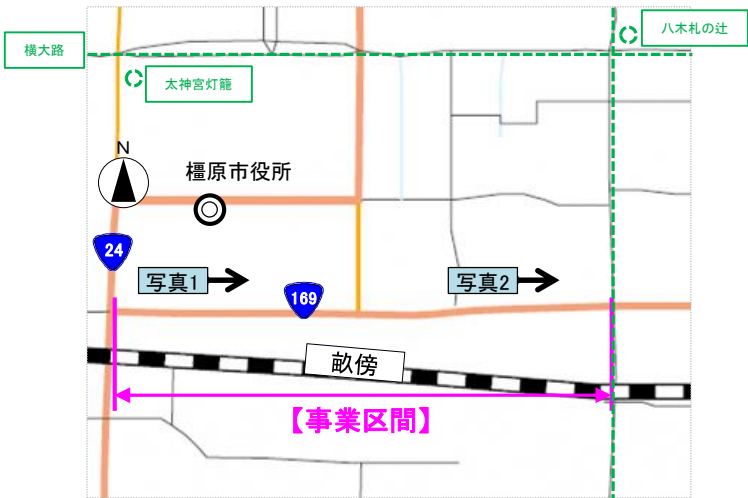 八木札の辻
横大路
太神宮灯籠
N
橿原市役所
24
写真1
写真2
169
畝傍
【事業区間】